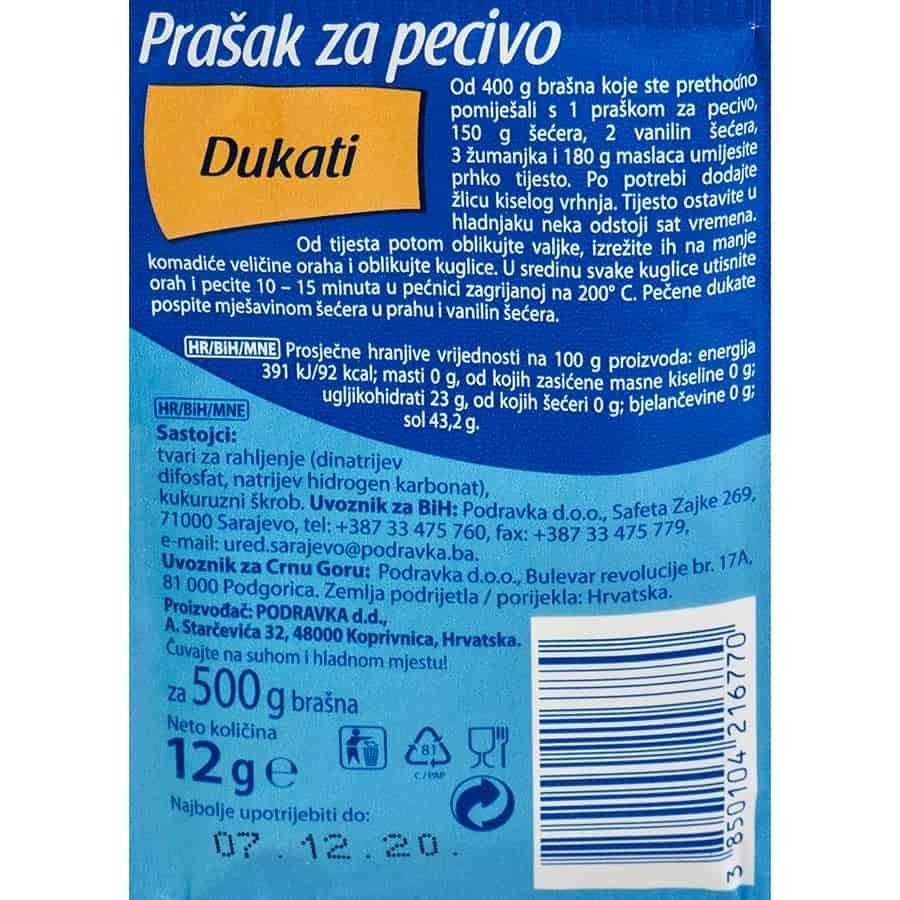 Prašak za pecivo
Dukati
Od 400 g brašna koje ste prethodno
pomiješali s 1 praškom za pecivo,
150 g šećera, 2 vanilin šećera,
3 žumanjka i 180 g maslaca umijesite
prhko tijesto. Po potrebi dodajte
žlicu kiselog vrhnja. Tijesto ostavite u
hladnjaku neka odstoji sat vremena.
Od tijesta potom oblikujte valjke, izrežite ih na manje
komadiće veličine oraha i oblikujte kuglice. U sredinu svake kuglice utisnite
orah i pecite 10 – 15 minuta u pećnici zagrijanoj na 200° C. Pečene dukate
pospite mješavinom šećera u prahu i vanilin šećera.
HR/BIH/MNE Prosječne hranjive vrijednosti na 100 g proizvoda: energija
391 kJ/92 kcal; masti 0 g, od kojih zasićene masne kiseline 0 g;
ugljikohidrati 23 g, od kojih šećeri 0 g; bjelančevine 0 g;
sol 43,2 g.
HR/BIH/MNE
Sastojci:
tvari za rahljenje (dinatrijev
difosfat, natrijev hidrogen karbonat),
kukuruzni škrob. Uvoznik za BiH: Podravka d.o.o., Safeta Zajke 269,
71000 Sarajevo, tel: +387 33 475 760, fax: +387 33 475 779,
e-mail: ured.sarajevo@podravka.ba.
Uvoznik za Crnu Goru: Podravka d.o.o., Bulevar revolucije br. 17A,
81 000 Podgorica. Zemlja podrijetla / porijekla: Hrvatska.
Proizvođač: PODRAVKA d.d.,
A. Starčevića 32, 48000 Koprivnica, Hrvatska.
Čuvajte na suhom i hladnom mjestu!
za 500 g brašna
Neto količina
12 g e
81
C/PAP
Najbolje upotrijebiti do:
07.12.20.
3 850104 216770